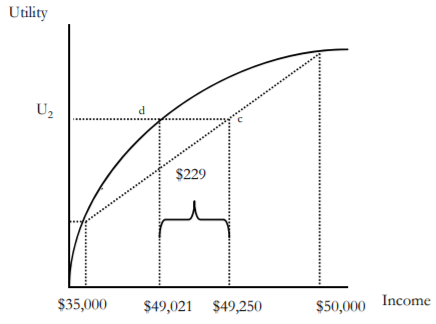 Utility
U₂
d
c
$229
$35,000
$49,021
$49,250
$50,000
Income